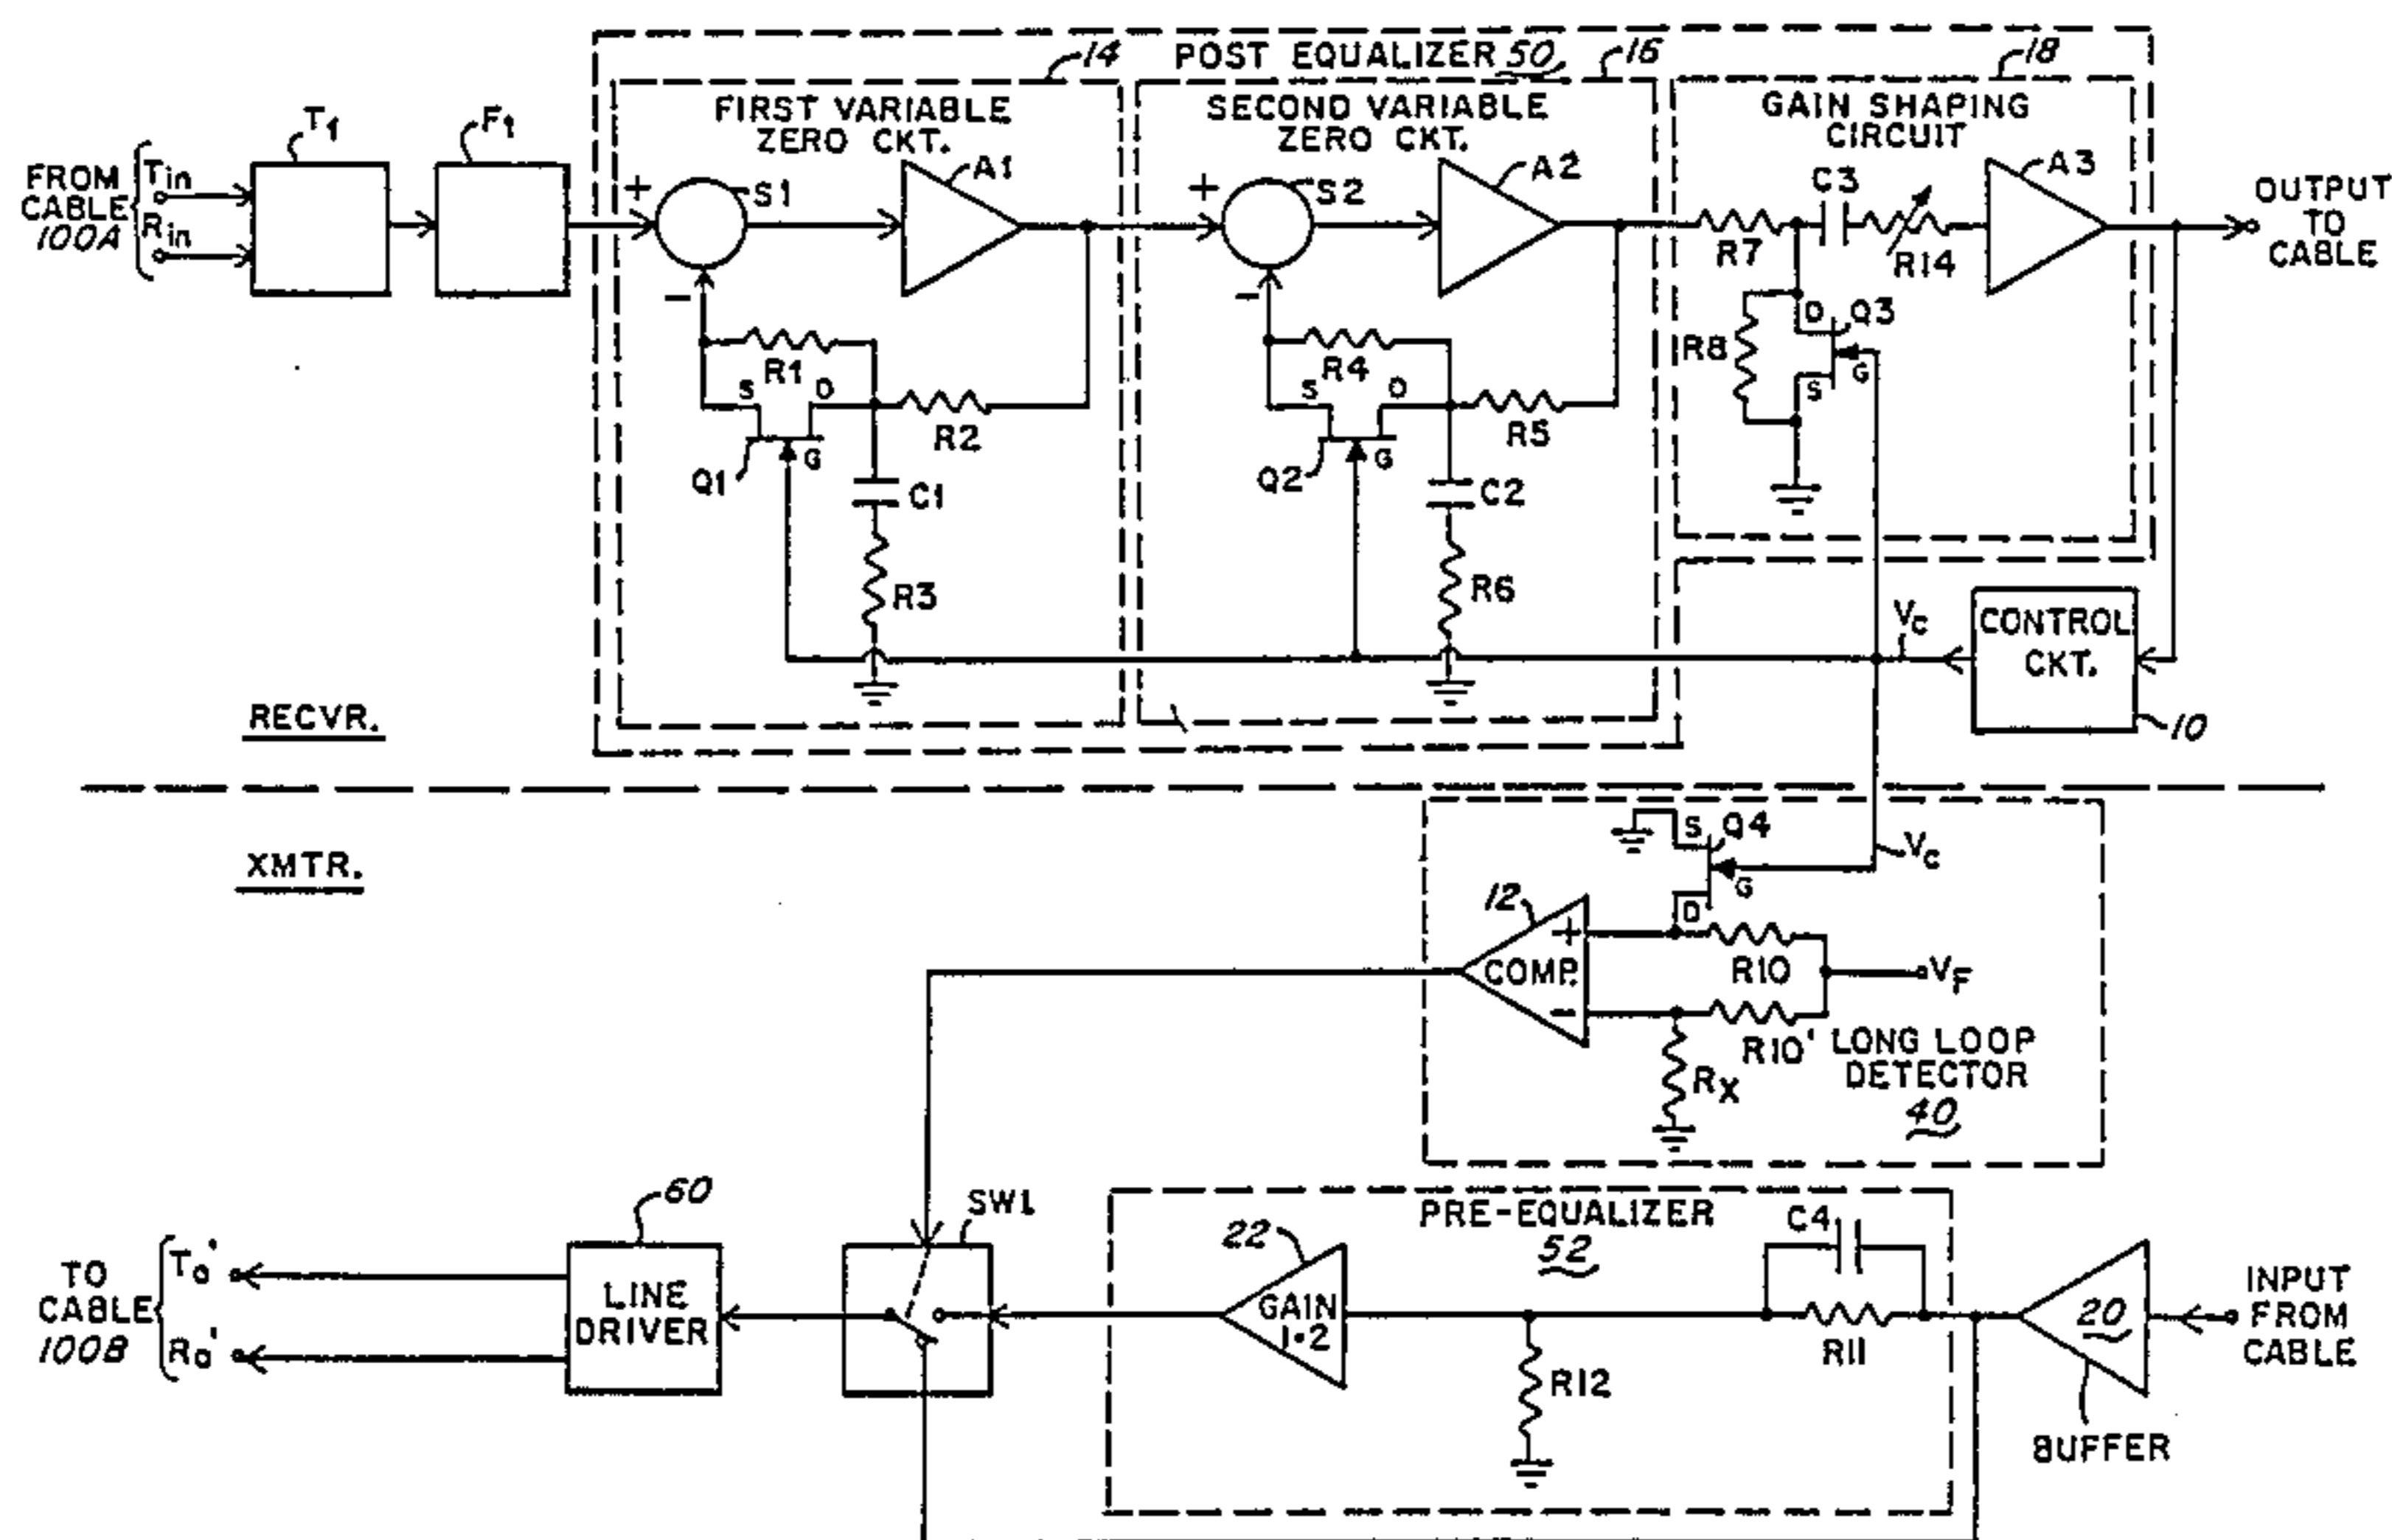 POST EQUALIZER 50
14
16
18
FIRST VARIABLE
ZERO CKT.
SECOND VARIABLE
ZERO CKT.
GAIN SHAPING
CIRCUIT
T1
F1
FROM
CABLE
100A
Tin
Rin
+
S1
A1
+
S2
A2
R7
C3
R14
A3
OUTPUT
TO
CABLE
-
-
R1
S
D
R2
Q1
G
C1
R3
R4
S
D
R5
Q2
G
C2
R6
R8
D
Q3
G
S
Vc
CONTROL
CKT.
10
RECVR.
XMTR.
S
Q4
G
D
Vc
12
COMP.
+
-
R10
R10'
VF
RX
LONG LOOP
DETECTOR
40
60
SW1
PRE-EQUALIZER
52
C4
22
GAIN
1.2
R11
R12
20
BUFFER
INPUT
FROM
CABLE
TO
CABLE
100B
To'
Ro'
LINE
DRIVER